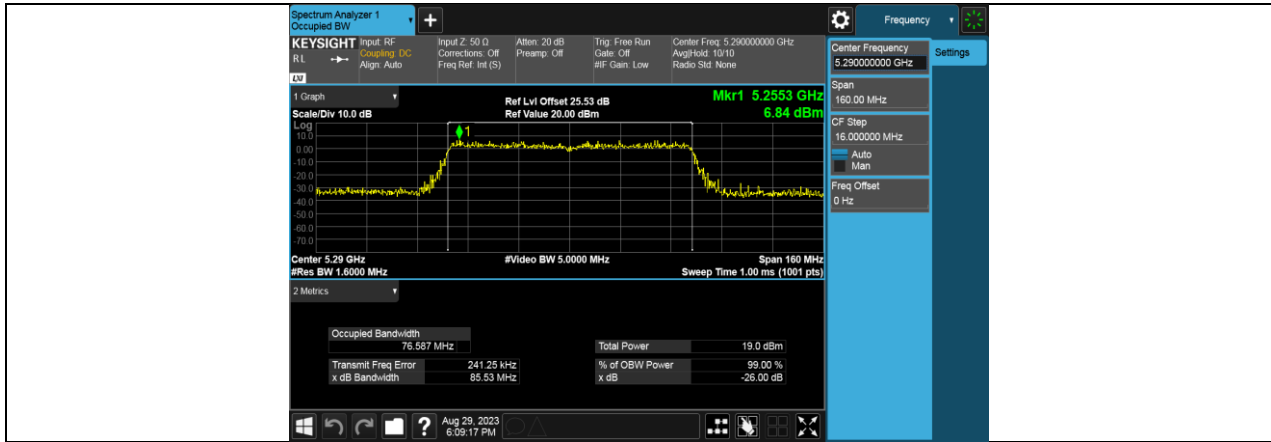 Spectrum Analyzer 1
Occupied BW
+
Frequency
KEYSIGHT
R L
LXI
Input: RF
Coupling: DC
Align: Auto
Input Z: 50 Ω
Corrections: Off
Freq Ref: Int (S)
Atten: 20 dB
Preamp: Off
Trig: Free Run
Gate: Off
#IF Gain: Low
Center Freq: 5.290000000 GHz
Avg|Hold: 10/10
Radio Std: None
Center Frequency
5.290000000 GHz
Settings
Span
160.00 MHz
CF Step
16.000000 MHz
Auto
Man
Freq Offset
0 Hz
1 Graph
Scale/Div 10.0 dB
Ref Lvl Offset 25.53 dB
Ref Value 20.00 dBm
Mkr1 5.2553 GHz
6.84 dBm
Log
1
10.0
0.00
-10.0
-20.0
-30.0
-40.0
-50.0
-60.0
-70.0
Center 5.29 GHz
#Res BW 1.6000 MHz
#Video BW 5.0000 MHz
Span 160 MHz
Sweep Time 1.00 ms (1001 pts)
2 Metrics
Occupied Bandwidth
76.587 MHz
Total Power 19.0 dBm
Transmit Freq Error 241.25 kHz
% of OBW Power 99.00 %
x dB Bandwidth 85.53 MHz
x dB -26.00 dB
?
Aug 29, 2023
6:09:17 PM